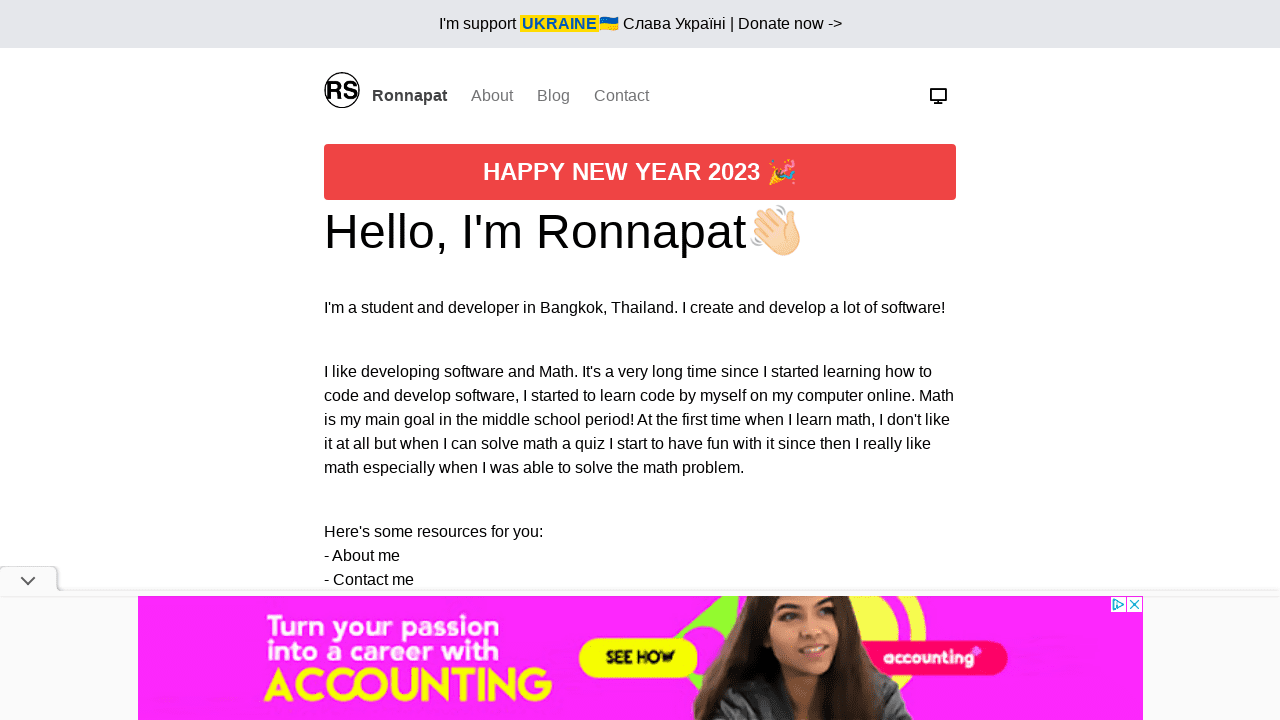 I'm support UKRAINE🇺🇦 Слава Україні | Donate now ->
RS Ronnapat About Blog Contact
HAPPY NEW YEAR 2023 🎉
Hello, I'm Ronnapat👋🏻
I'm a student and developer in Bangkok, Thailand. I create and develop a lot of software!
I like developing software and Math. It's a very long time since I started learning how to
code and develop software, I started to learn code by myself on my computer online. Math
is my main goal in the middle school period! At the first time when I learn math, I don't like
it at all but when I can solve math a quiz I start to have fun with it since then I really like
math especially when I was able to solve the math problem.
Here's some resources for you:
- About me
- Contact me
Turn your passion
into a career with
ACCOUNTING
SEE HOW
accounting+